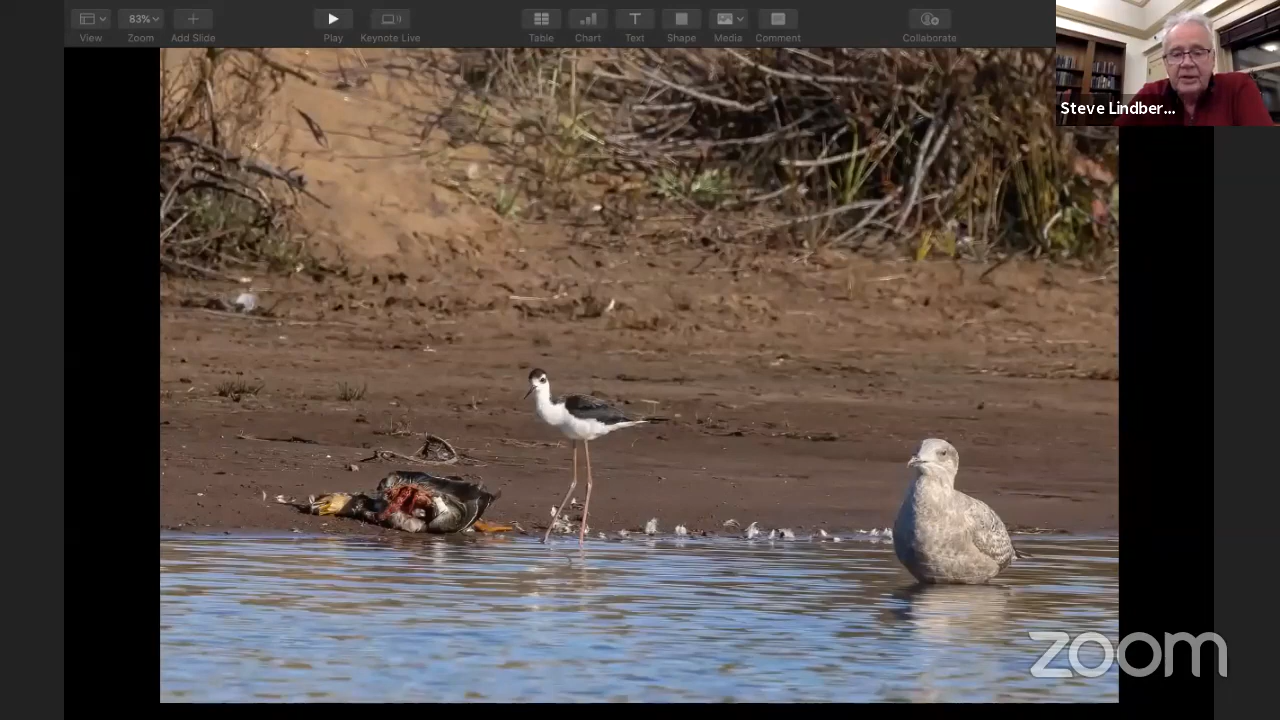 83%
View
Zoom
Add Slide
Play
Keynote Live
Table
Chart
Text
Shape
Media
Comment
Collaborate
Steve Lindber...
zoom